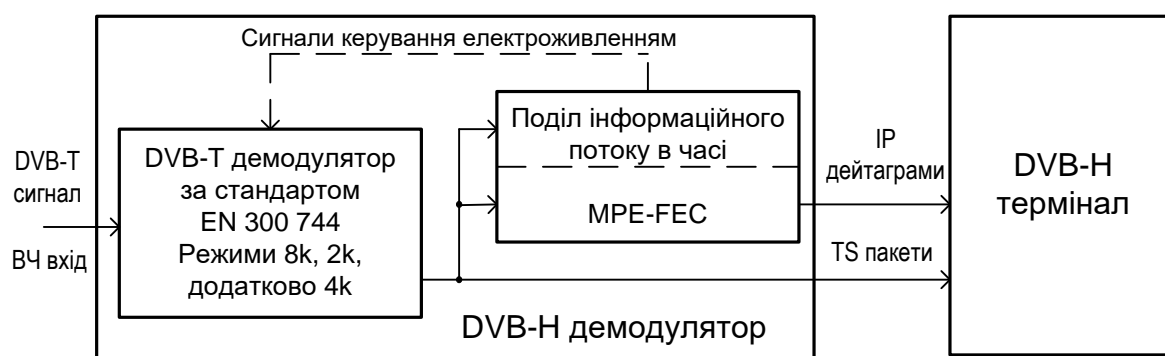 Сигнали керування електроживленням
DVB-T
сигнал
ВЧ вхід
DVB-T демодулятор
за стандартом
EN 300 744
Режими 8k, 2k,
додатково 4k
Поділ інформаційного
потоку в часі
MPE-FEC
DVB-H демодулятор
IP
дейтаграми
TS пакети
DVB-H
термінал